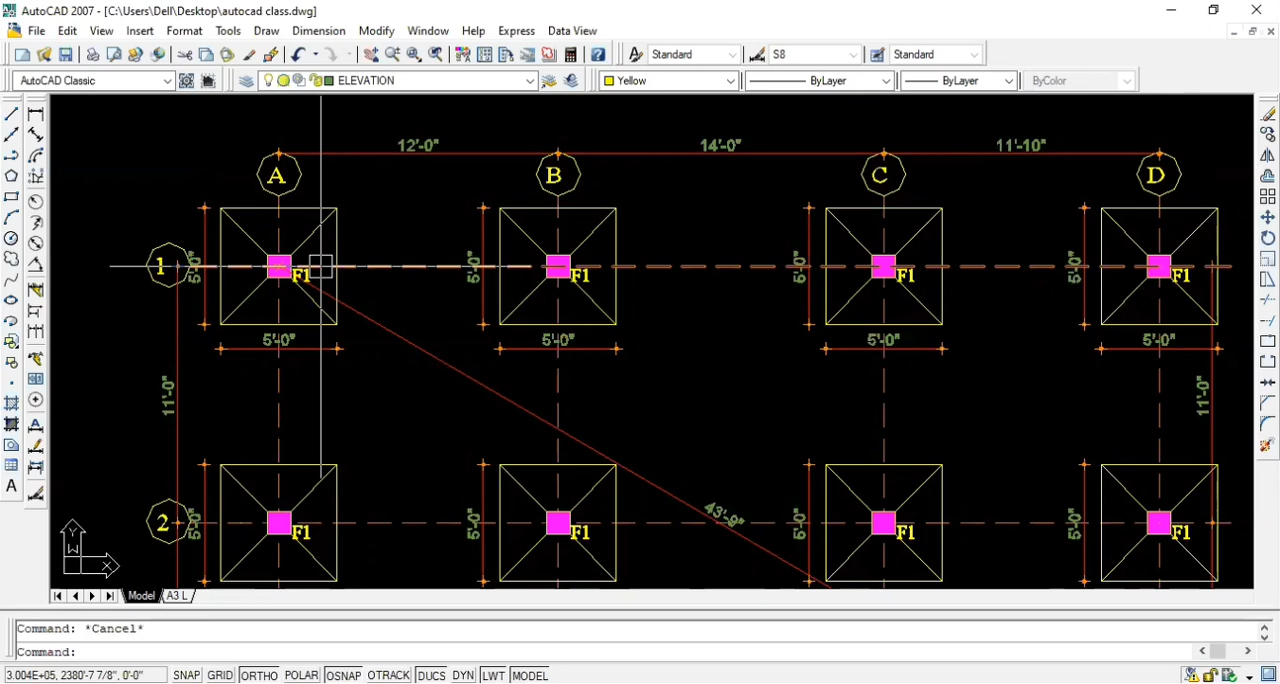 AutoCAD 2007 - [C:\Users\Dell\Desktop\autocad class.dwg]
File Edit View Insert Format Tools Draw Dimension Modify Window Help Express Data View
Standard S8 Standard
AutoCAD Classic ELEVATION Yellow ByLayer ByLayer ByColor
12'-0" 14'-0" 11'-10"
A B C D
1 5'-0" F1 5'-0" F1 5'-0" F1 5'-0" F1
5'-0" 5'-0" 5'-0" 5'-0"
11'-0" 11'-0"
43'-9"
2 5'-0" F1 5'-0" F1 5'-0" F1 5'-0" F1
Y
W
X
Model A3 L
Command: *Cancel*
Command:
3.004E+05, 2380'-7 7/8", 0'-0" SNAP GRID ORTHO POLAR OSNAP OTRACK DUCS DYN LWT MODEL